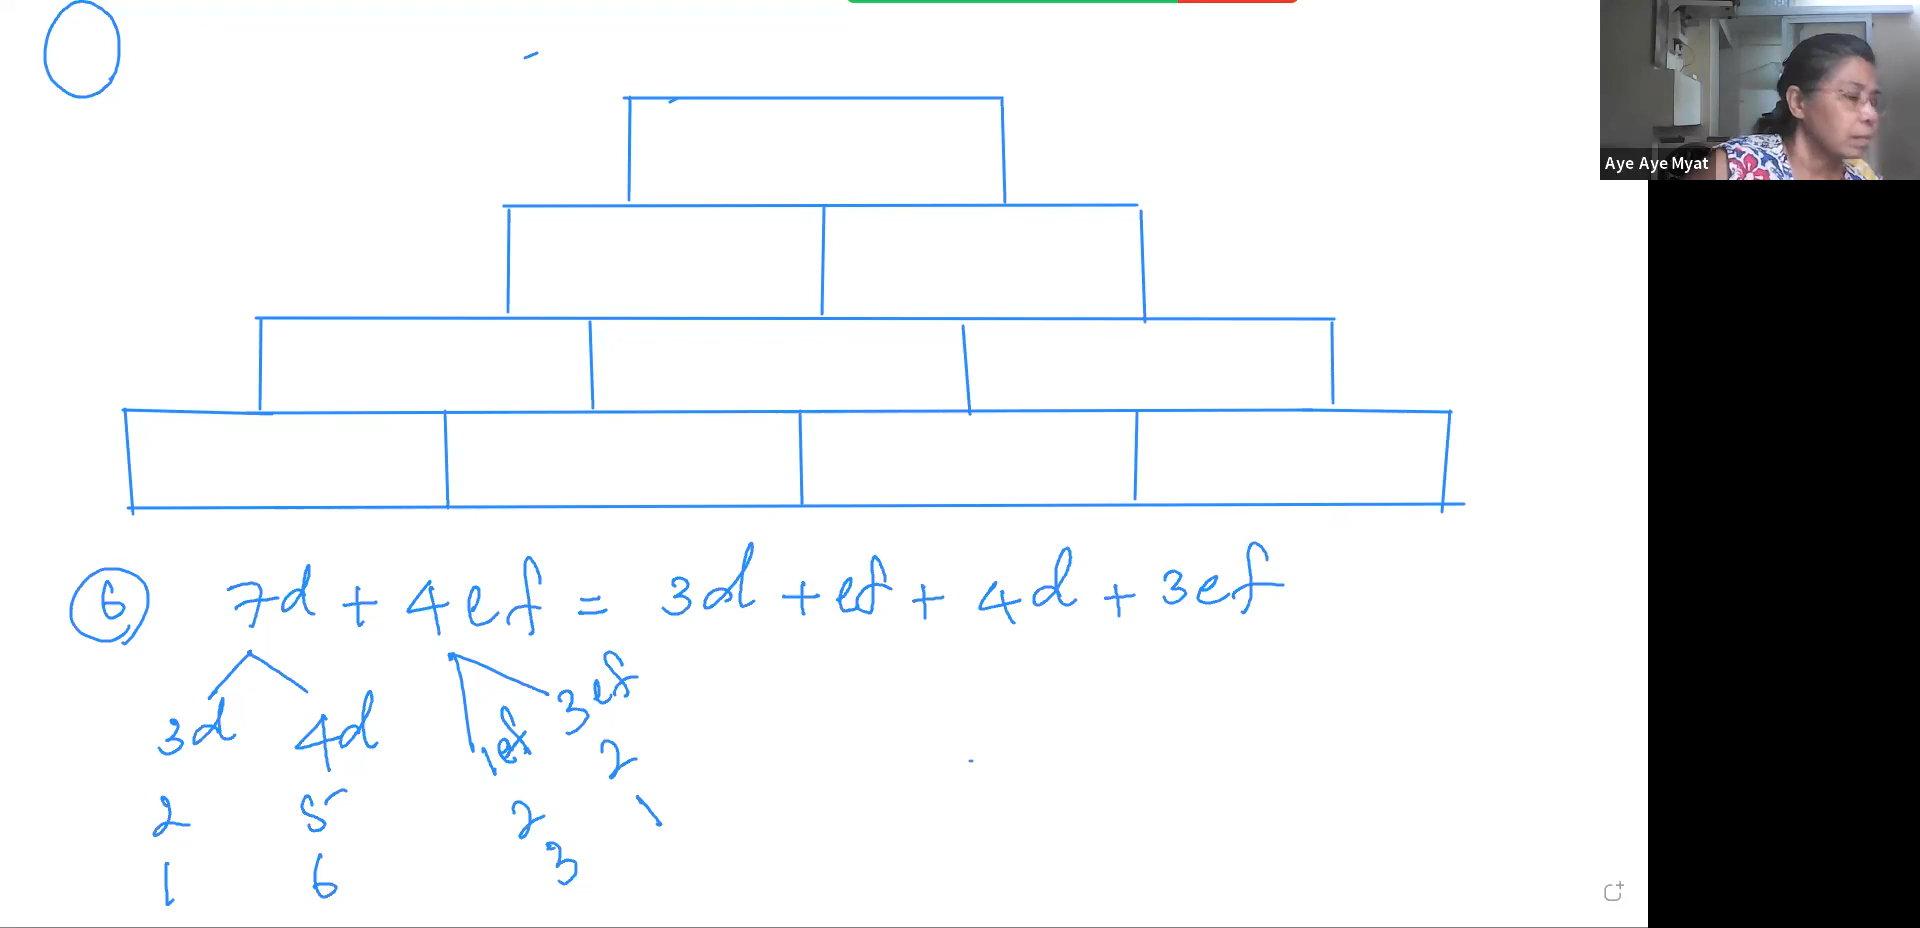 Aye Aye Myat
6 7d + 4ef = 3d + ef + 4d + 3ef
3d 4d 1ef 3ef
2 5 2 2
1 6 3 1